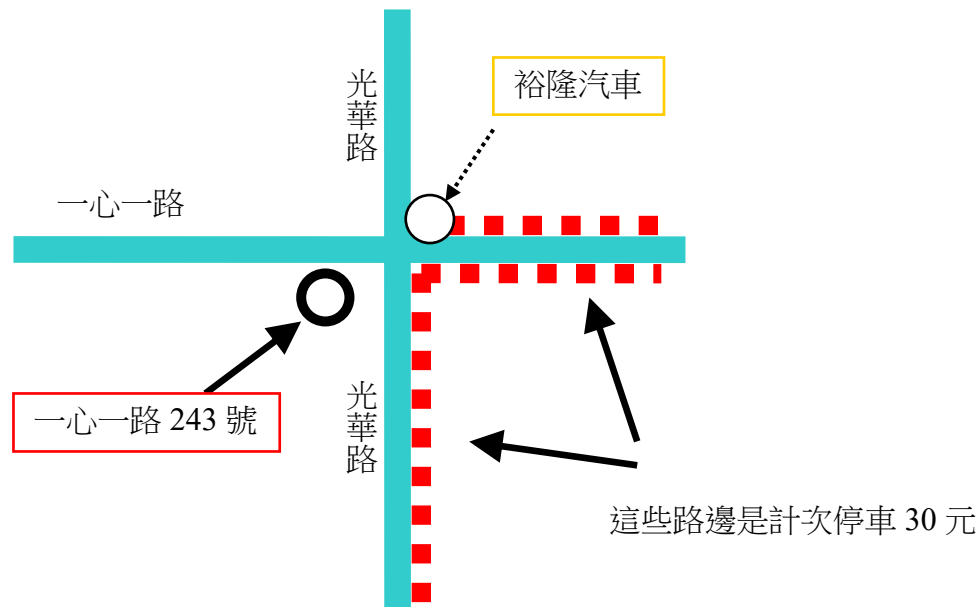 裕隆汽車
光華路
一心一路
一心一路 243 號
光華路
這些路邊是計次停車 30 元